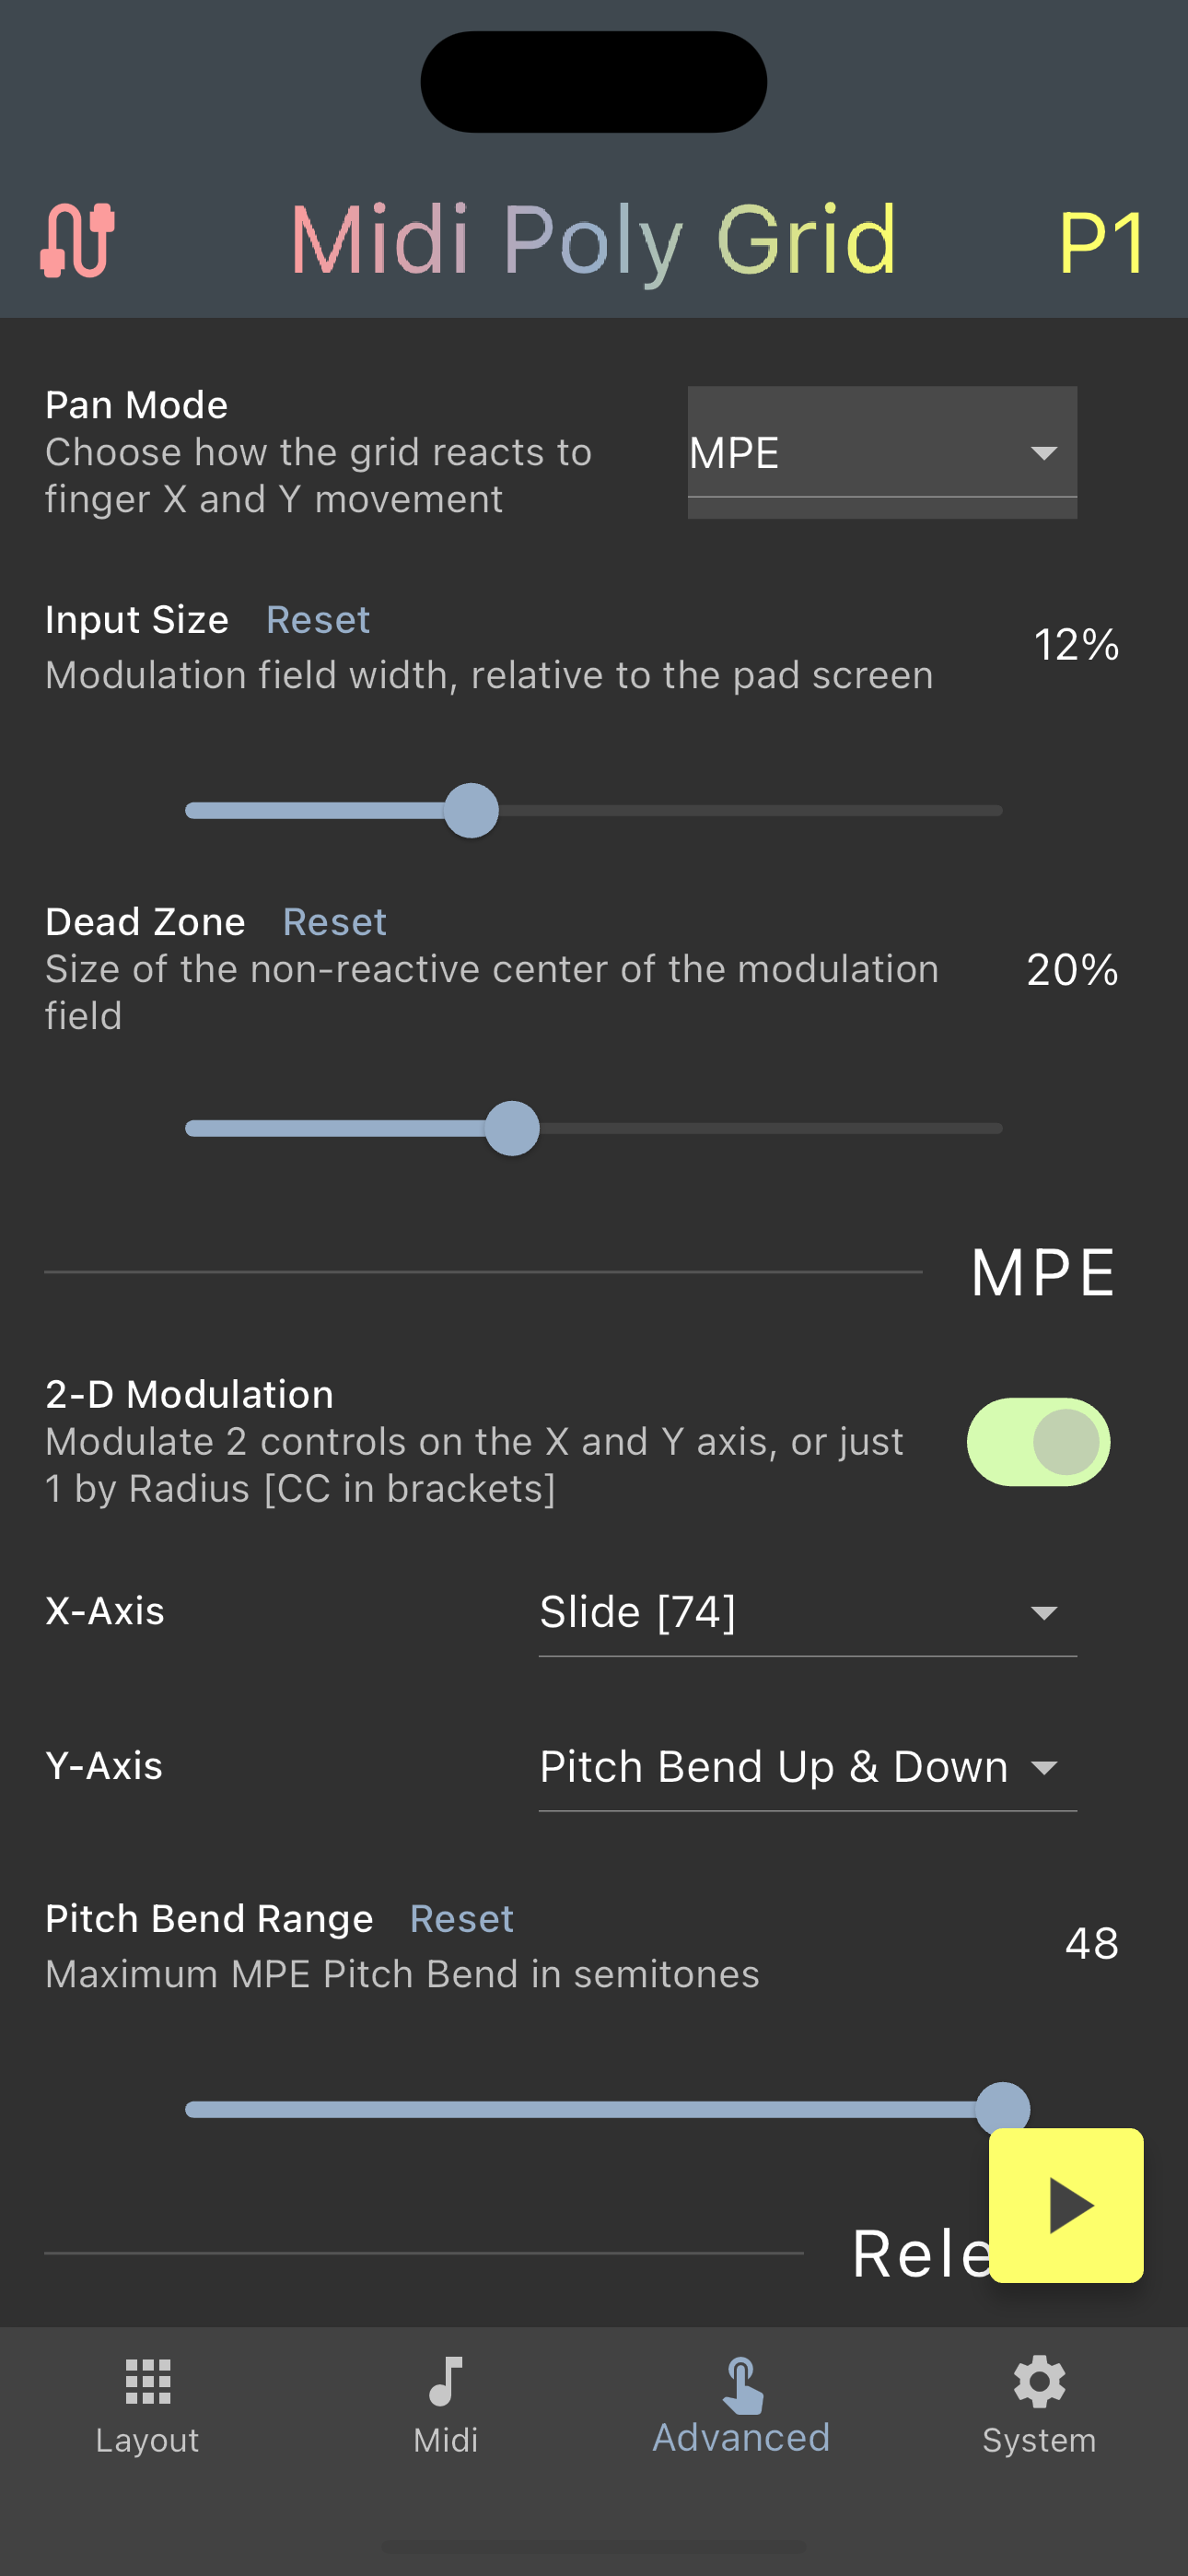 Midi Poly Grid
P1
Pan Mode
Choose how the grid reacts to
finger X and Y movement
MPE
Input Size Reset
Modulation field width, relative to the pad screen
12%
Dead Zone Reset
Size of the non-reactive center of the modulation
field
20%
MPE
2-D Modulation
Modulate 2 controls on the X and Y axis, or just
1 by Radius [CC in brackets]
X-Axis
Slide [74]
Y-Axis
Pitch Bend Up & Down
Pitch Bend Range Reset
Maximum MPE Pitch Bend in semitones
48
Layout
Midi
Advanced
System